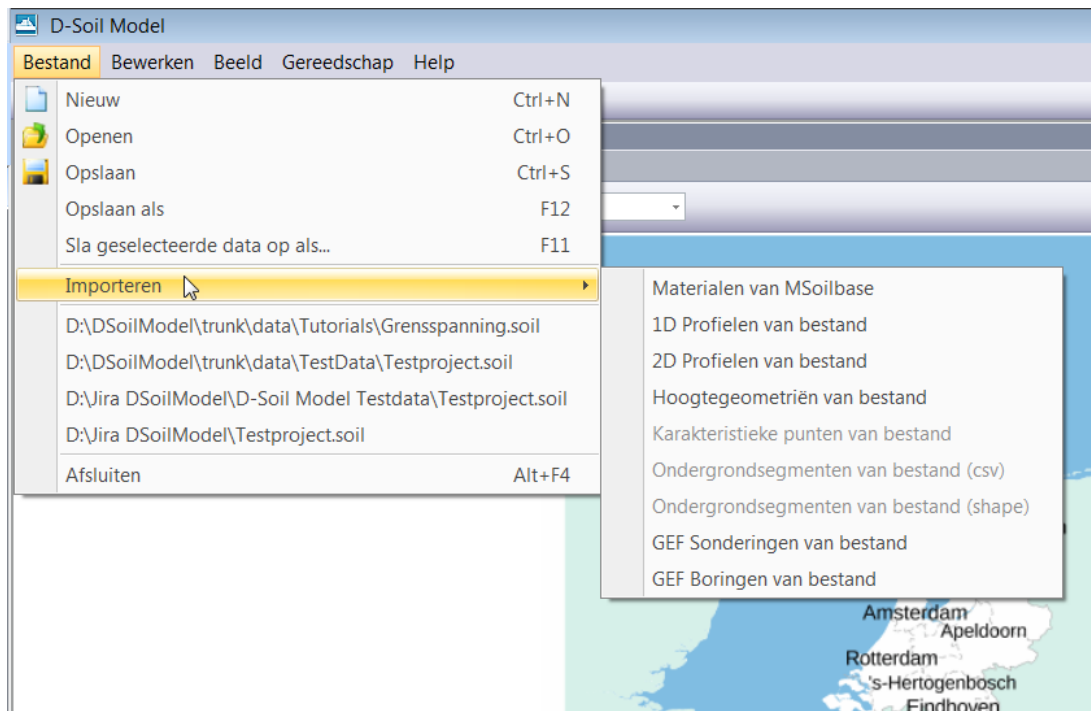 D-Soil Model
Bestand Bewerken Beeld Gereedschap Help
Nieuw Ctrl+N
Openen Ctrl+O
Opslaan Ctrl+S
Opslaan als F12
Sla geselecteerde data op als... F11
Importeren
D:\DSoilModel\trunk\data\Tutorials\Grensspanning.soil
D:\DSoilModel\trunk\data\TestData\Testproject.soil
D:\Jira DSoilModel\D-Soil Model Testdata\Testproject.soil
D:\Jira DSoilModel\Testproject.soil
Afsluiten Alt+F4
Materialen van MSoilbase
1D Profielen van bestand
2D Profielen van bestand
Hoogtegeometriën van bestand
Karakteristieke punten van bestand
Ondergrondsegmenten van bestand (csv)
Ondergrondsegmenten van bestand (shape)
GEF Sonderingen van bestand
GEF Boringen van bestand
Amsterdam
Apeldoorn
Rotterdam
's-Hertogenbosch
Eindhoven